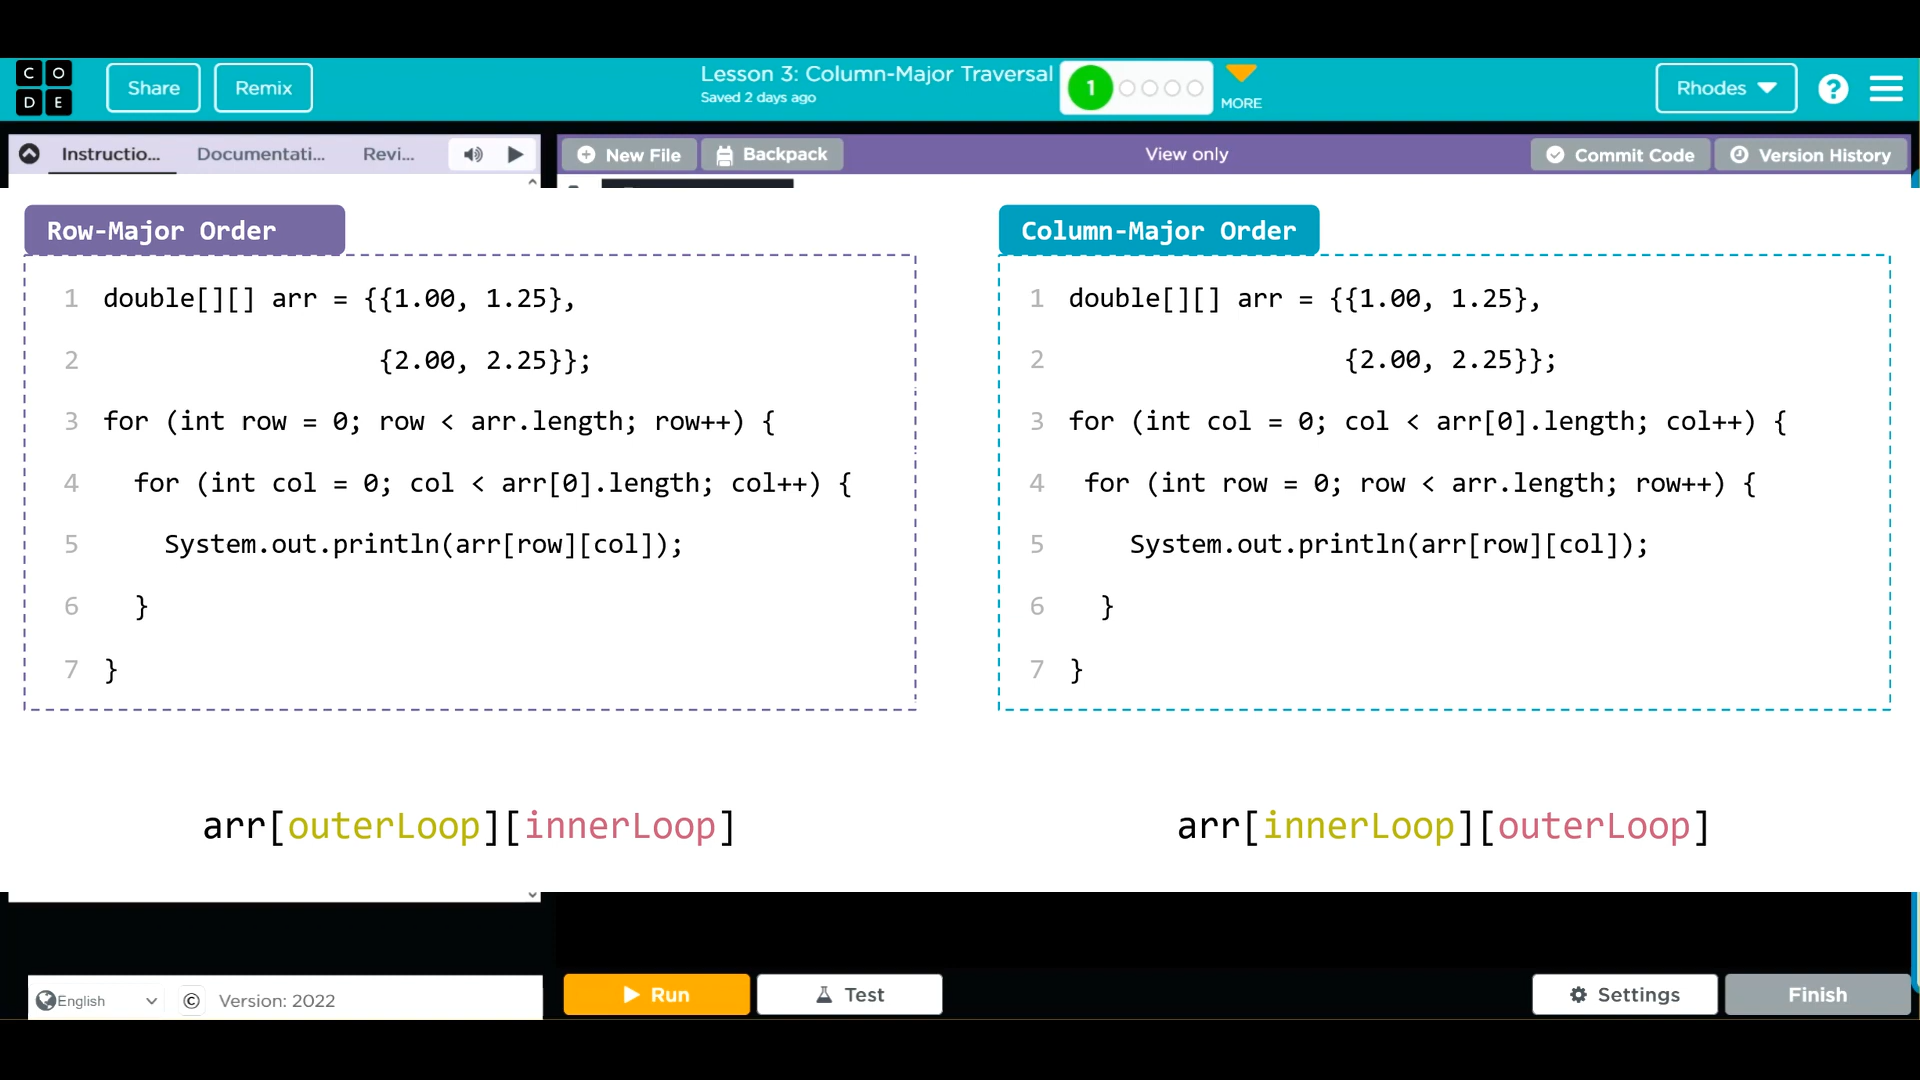 C O
D E
Share
Remix
Lesson 3: Column-Major Traversal
Saved 2 days ago
1
MORE
Rhodes
?
Instructio...
Documentati...
Revi...
New File
Backpack
View only
Commit Code
Version History
Row-Major Order
1 double[][] arr = {{1.00, 1.25},
2 {2.00, 2.25}};
3 for (int row = 0; row < arr.length; row++) {
4 for (int col = 0; col < arr[0].length; col++) {
5 System.out.println(arr[row][col]);
6 }
7 }
arr[outerLoop][innerLoop]
Column-Major Order
1 double[][] arr = {{1.00, 1.25},
2 {2.00, 2.25}};
3 for (int col = 0; col < arr[0].length; col++) {
4 for (int row = 0; row < arr.length; row++) {
5 System.out.println(arr[row][col]);
6 }
7 }
arr[innerLoop][outerLoop]
English
© Version: 2022
Run
Test
Settings
Finish